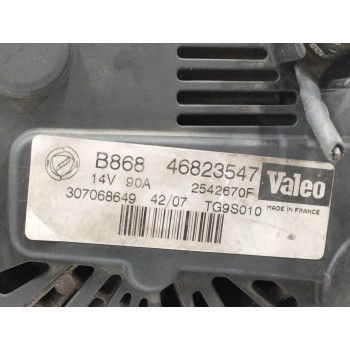 B868 46823547
14V 90A 2542670F Valeo
307068649 42/07 TG9S010 MADE IN FRANCE